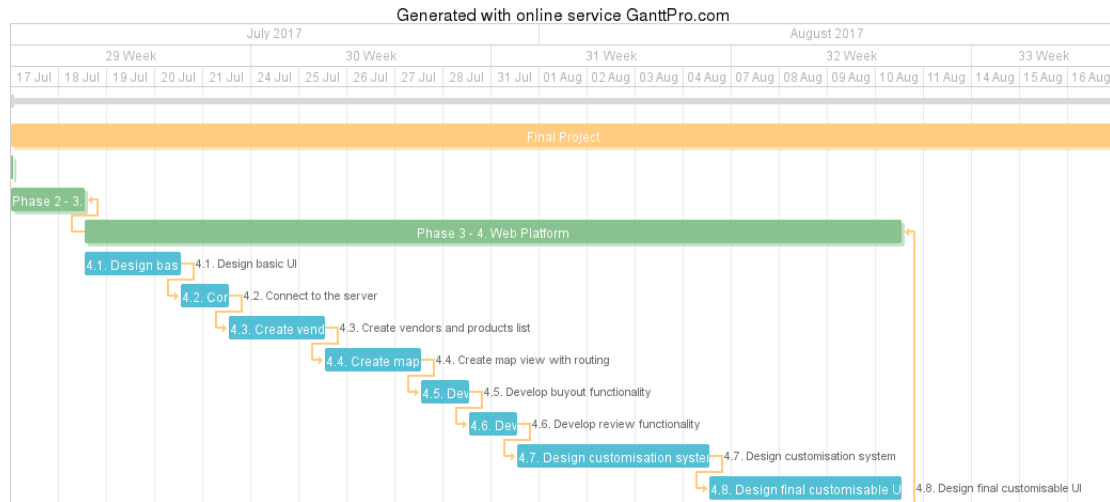 Generated with online service GanttPro.com
July 2017 August 2017
29 Week 30 Week 31 Week 32 Week 33 Week
17 Jul 18 Jul 19 Jul 20 Jul 21 Jul 24 Jul 25 Jul 26 Jul 27 Jul 28 Jul 31 Jul 01 Aug 02 Aug 03 Aug 04 Aug 07 Aug 08 Aug 09 Aug 10 Aug 11 Aug 14 Aug 15 Aug 16 Aug
Final Project
Phase 2 - 3.
Phase 3 - 4. Web Platform
4.1. Design bas 4.1. Design basic UI
4.2. Cor 4.2. Connect to the server
4.3. Create vend 4.3. Create vendors and products list
4.4. Create map 4.4. Create map view with routing
4.5. Dev 4.5. Develop buyout functionality
4.6. Dev 4.6. Develop review functionality
4.7. Design customisation system 4.7. Design customisation system
4.8. Design final customisable U 4.8. Design final customisable UI